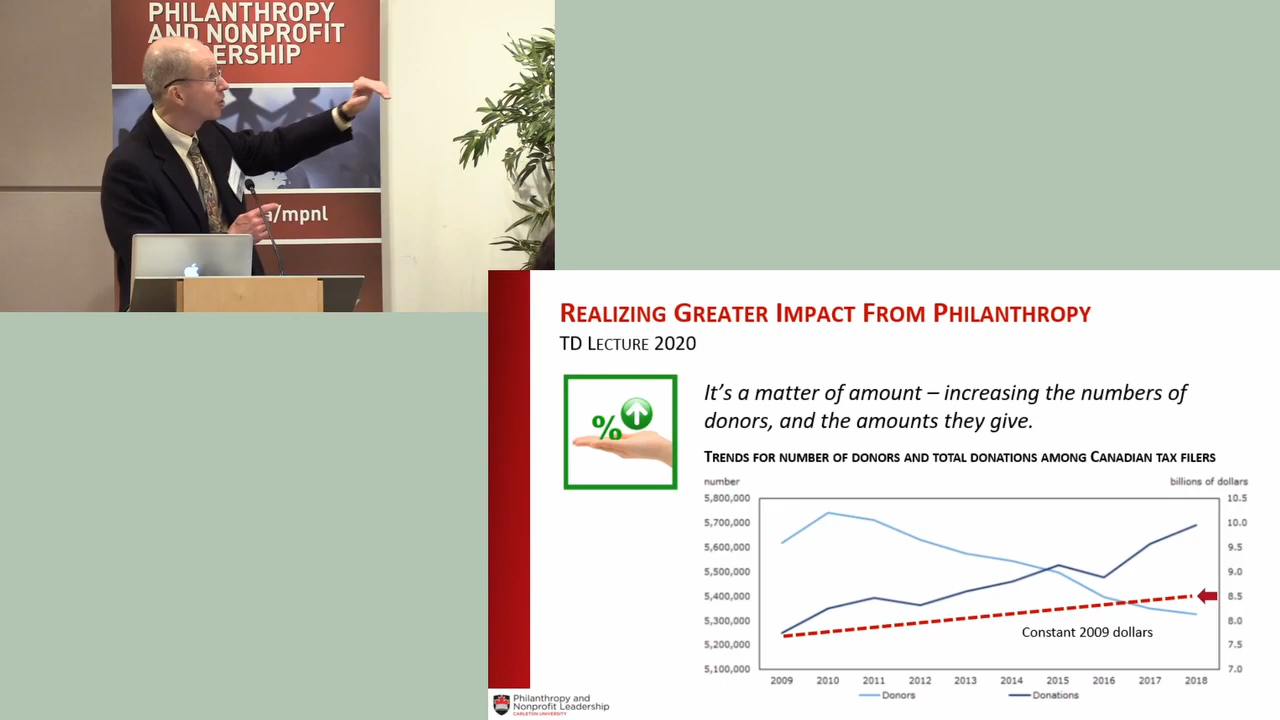 PHILANTHROPY
AND NONPROFIT
ERSHIP
a/mpnl
REALIZING GREATER IMPACT FROM PHILANTHROPY
TD LECTURE 2020
%
It's a matter of amount – increasing the numbers of
donors, and the amounts they give.
TRENDS FOR NUMBER OF DONORS AND TOTAL DONATIONS AMONG CANADIAN TAX FILERS
number billions of dollars
5,800,000 10.5
5,700,000 10.0
5,600,000 9.5
5,500,000 9.0
5,400,000 8.5
5,300,000 8.0
Constant 2009 dollars
5,200,000 7.5
5,100,000 7.0
2009 2010 2011 2012 2013 2014 2015 2016 2017 2018
Donors Donations
Philanthropy and
Nonprofit Leadership
CARLETON UNIVERSITY